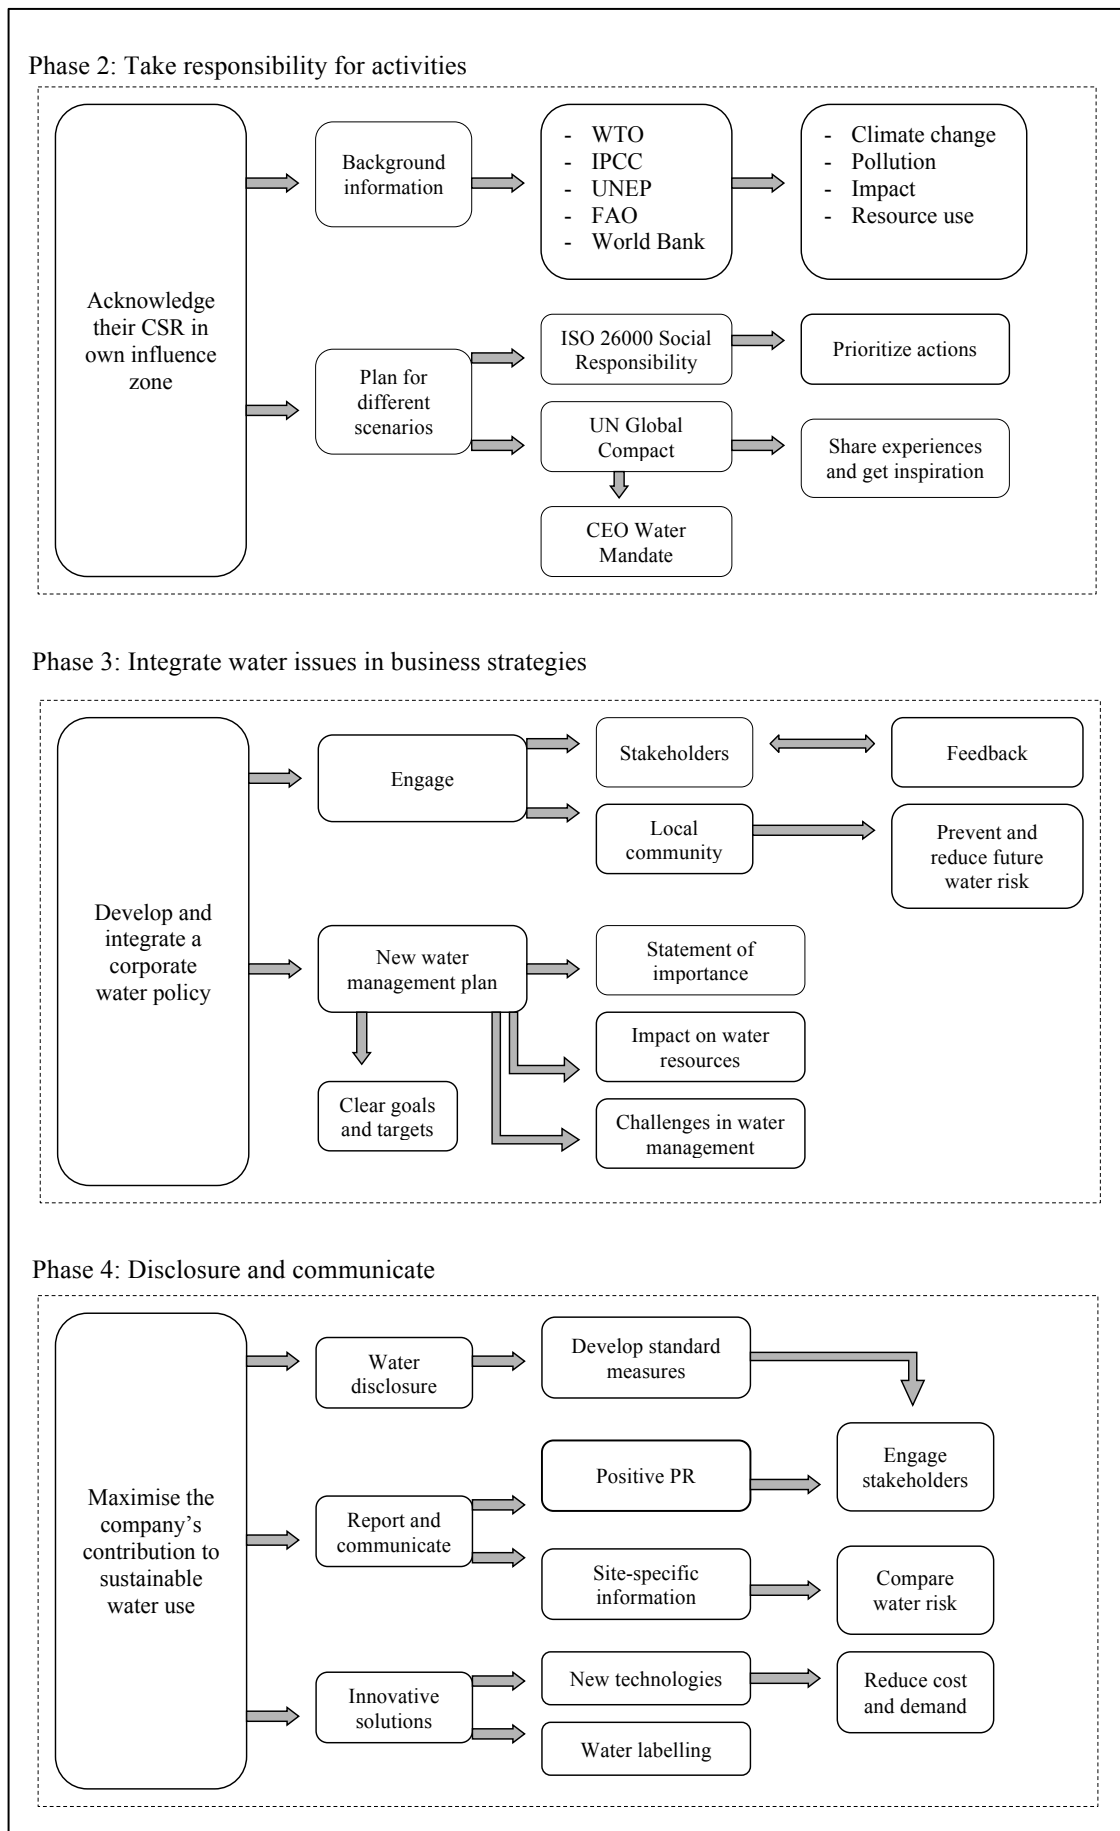 Phase 2: Take responsibility for activities
Acknowledge
their CSR in
own influence
zone
Background
information
- WTO
- IPCC
- UNEP
- FAO
- World Bank
- Climate change
- Pollution
- Impact
- Resource use
Plan for
different
scenarios
ISO 26000 Social
Responsibility
Prioritize actions
UN Global
Compact
Share experiences
and get inspiration
CEO Water
Mandate
Phase 3: Integrate water issues in business strategies
Develop and
integrate a
corporate
water policy
Engage
Stakeholders
Feedback
Local
community
Prevent and
reduce future
water risk
New water
management plan
Statement of
importance
Impact on water
resources
Clear goals
and targets
Challenges in water
management
Phase 4: Disclosure and communicate
Maximise the
company’s
contribution to
sustainable
water use
Water
disclosure
Develop standard
measures
Engage
stakeholders
Report and
communicate
Positive PR
Site-specific
information
Compare
water risk
Innovative
solutions
New technologies
Reduce cost
and demand
Water labelling